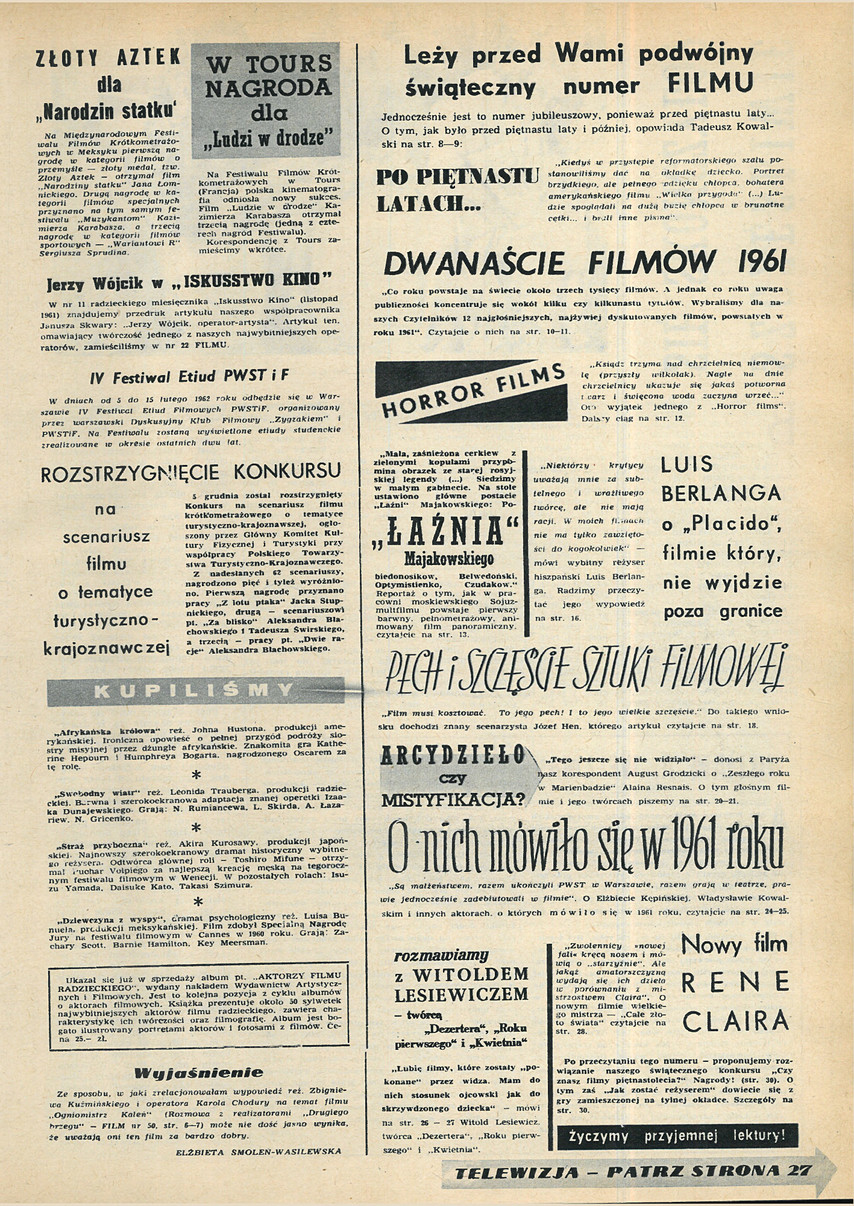 ZŁOTY AZTEK
dla
„Narodzin statku'
Na Międzynarodowym Festi-
walu Filmów Krótkometrażo-
wych w Meksyku pierwszą na-
grodę w kategorii filmów o
przemyśle — złoty medal, tzw.
Złoty Aztek — otrzymał film
„Narodziny statku" Jana Łom-
nickiego. Drugą nagrodę w ka-
tegorii filmów specjalnych
przyznano na tym samym fe-
stiwalu „Muzykantom" Kazi-
mierza Karabasza, a trzecią
nagrodę w kategorii filmów
sportowych — „Wariantowi R"
Sergiusza Sprudina.
W TOURS
NAGRODA
dla
„Ludzi w drodze"
Na Festiwalu Filmów Krót-
kometrażowych w Tours
(Francja) polska kinematogra-
fia odniosła nowy sukces.
Film „Ludzie w drodze" Ka-
zimierza Karabasza otrzymał
trzecią nagrodę (jedną z czte-
rech nagród Festiwalu).
Korespondencję z Tours za-
mieścimy wkrótce.
Jerzy Wójcik w „ISKUSSTWO KINO"
W nr 11 radzieckiego miesięcznika „Iskusstwo Kino" (listopad
1961) znajdujemy przedruk artykułu naszego współpracownika
Janusza Skwary: „Jerzy Wójcik, operator-artysta". Artykuł ten,
omawiający twórczość jednego z naszych najwybitniejszych ope-
ratorów, zamieściliśmy w nr 22 FILMU.
IV Festiwal Etiud PWST i F
W dniach od 5 do 15 lutego 1962 roku odbędzie się w War-
szawie IV Festiwal Etiud Filmowych PWSTiF, organizowany
przez warszawski Dyskusyjny Klub Filmowy „Zygzakiem" i
PWSTiF. Na Festiwalu zostaną wyświetlone etiudy studenckie
zrealizowane w okresie ostatnich dwu lat.
ROZSTRZYGNIĘCIE KONKURSU
na
scenariusz
filmu
o tematyce
turystyczno-
krajoznawczej
5 grudnia został rozstrzygnięty
Konkurs na scenariusz filmu
krótkometrażowego o tematyce
turystyczno-krajoznawszej, ogło-
szony przez Główny Komitet Kul-
tury Fizycznej i Turystyki przy
współpracy Polskiego Towarzy-
stwa Turystyczno-Krajoznawczego.
Z nadesłanych 62 scenariuszy,
nagrodzono pięć i tyleż wyróżnio-
no. Pierwszą nagrodę przyznano
pracy „Z lotu ptaka" Jacka Stup-
nickiego, drugą — scenariuszowi
pt. „Za blisko" Aleksandra Bła-
chowskiego i Tadeusza Świrskiego,
a trzecią — pracy pt. „Dwie ra-
cje" Aleksandra Błachowskiego.
KUPILIŚMY
„Afrykańska królowa" reż. Johna Hustona, produkcji ame-
rykańskiej. Ironiczna opowieść o pełnej przygód podróży sio-
stry misyjnej przez dżungle afrykańskie. Znakomita gra Kathe-
rine Hepburn i Humphreya Bogarta, nagrodzonego Oscarem za
tę rolę.
*
„Swobodny wiatr" reż. Leonida Trauberga, produkcji radzie-
ckiej. Barwna i szerokoekranowa adaptacja znanej operetki Izaa-
ka Dunajewskiego. Grają: N. Rumiancewa, L. Skirda, A. Łaza-
riew, N. Gricenko.
*
„Straż przyboczna" reż. Akira Kurosawy, produkcji japoń-
skiej. Najnowszy szerokoekranowy dramat historyczny wybitne-
go reżysera. Odtwórca głównej roli — Toshiro Mifune — otrzy-
mał Puchar Volpiego za najlepszą kreację męską na tegorocz-
nym festiwalu filmowym w Wenecji. W pozostałych rolach: Isu-
zu Yamada, Daisuke Kato, Takasi Szimura.
*
„Dziewczyna z wyspy", dramat psychologiczny reż. Luisa Bu-
nuela, produkcji meksykańskiej. Film zdobył Specjalną Nagrodę
Jury na festiwalu filmowym w Cannes w 1960 roku. Grają: Za-
chary Scott, Barnie Hamilton, Key Meersman.
Ukazał się już w sprzedaży album pt. „AKTORZY FILMU
RADZIECKIEGO", wydany nakładem Wydawnictw Artystycz-
nych i Filmowych. Jest to kolejna pozycja z cyklu albumów
o aktorach filmowych. Książka prezentuje około 50 sylwetek
najwybitniejszych aktorów filmu radzieckiego, zawiera cha-
rakterystykę ich twórczości oraz filmografię. Album jest bo-
gato ilustrowany portretami aktorów i fotosami z filmów. Ce-
na 25.— zł.
Wyjaśnienie
Ze sposobu, w jaki zrelacjonowałam wypowiedź reż. Zbignie-
wa Kuźmińskiego i operatora Karola Chodury na temat filmu
„Ogniomistrz Kaleń" (Rozmowa z realizatorami „Drugiego
brzegu" — FILM nr 50, str. 6—7) może nie dość jasno wynika,
że uważają oni ten film za bardzo dobry.
ELŻBIETA SMOLEŃ-WASILEWSKA
Leży przed Wami podwójny
świąteczny numer FILMU
Jednocześnie jest to numer jubileuszowy, ponieważ przed piętnastu laty...
O tym, jak było przed piętnastu laty i później, opowiada Tadeusz Kowal-
ski na str. 8—9:
PO PIĘTNASTU
LATACH...
„Kiedyś w przystępie reformatorskiego szału po-
stanowiliśmy dać na okładkę dziecko. Portret
brzydkiego, ale pełnego wdzięku chłopca, bohatera
amerykańskiego filmu „Wielka przygoda" (...) Lu-
dzie spoglądali na dużą buzię chłopca w brunatne
cętki... i brali inne pisma".
DWANAŚCIE FILMÓW 1961
„Co roku powstaje na świecie około trzech tysięcy filmów. A jednak co roku uwaga
publiczności koncentruje się wokół kilku czy kilkunastu tytułów. Wybraliśmy dla na-
szych Czytelników 12 najgłośniejszych, najżywiej dyskutowanych filmów, powstałych w
roku 1961". Czytajcie o nich na str. 10—11.
HORROR FILMS
„Ksiądz trzyma nad chrzcielnicą niemow-
lę (przyszły wilkołak). Nagle na dnie
chrzcielnicy ukazuje się jakaś potworna
twarz i święcona woda zaczyna wrzeć..."
Oto wyjątek jednego z „Horror films".
Dalszy ciąg na str. 12.
„Mała, zaśnieżona cerkiew z
zielonymi kopułami przypo-
mina obrazek ze starej rosyj-
skiej legendy (...) Siedzimy
w małym gabinecie. Na stole
ustawiono główne postacie
„Łaźni" Majakowskiego: Po-
„ŁAŹNIA"
Majakowskiego
biedonosikow, Belwedoński,
Optymistienko, Czudakow."
Reportaż o tym, jak w pra-
cowni moskiewskiego Sojuz-
multfilmu powstaje pierwszy
barwny, pełnometrażowy, ani-
mowany film panoramiczny,
czytajcie na str. 13.
„Niektórzy krytycy
uważają mnie za sub-
telnego i wrażliwego
twórcę, ale nie mają
racji. W moich filmach
nie ma tylko zawzięto-
ści do kogokolwiek" —
mówi wybitny reżyser
hiszpański Luis Berlan-
ga. Radzimy przeczy-
tać jego wypowiedź
na str. 16.
LUIS
BERLANGA
o „Placido",
filmie który,
nie wyjdzie
poza granice
PECH i SZCZĘŚCIE SZTUKI FILMOWEJ
„Film musi kosztować. To jego pech! I to jego wielkie szczęście." Do takiego wnio-
sku dochodzi znany scenarzysta Józef Hen, którego artykuł czytajcie na str. 18.
ARCYDZIEŁO
czy
MISTYFIKACJA?
„Tego jeszcze się nie widziało" — donosi z Paryża
nasz korespondent August Grodzicki o „Zeszłego roku
w Marienbadzie" Alaina Resnais. O tym głośnym fil-
mie i jego twórcach piszemy na str. 20—21.
O nich mówiło się w 1961 roku
„Są małżeństwem, razem ukończyli PWST w Warszawie, razem grają w teatrze, pra-
wie jednocześnie zadebiutowali w filmie". O Elżbiecie Kępińskiej, Władysławie Kowal-
skim i innych aktorach, o których mówiło się w 1961 roku, czytajcie na str. 24—25.
rozmawiamy
z WITOLDEM
LESIEWICZEM
— twórcą
„Dezertera", „Roku
pierwszego" i „Kwietnia"
„Lubię filmy, które zostały „po-
konane" przez widza. Mam do
nich stosunek ojcowski jak do
skrzywdzonego dziecka" — mówi
na str. 26 — 27 Witold Lesiewicz,
twórca „Dezertera", „Roku pierw-
szego" i „Kwietnia".
„Zwolennicy «nowej
fali« kręcą nosem i mó-
wią o „starzyźnie". Ale
jakąż amatorszczyzną
wydają się ich dzieła
w porównaniu z mi-
strzostwem Claira". O
nowym filmie wielkie-
go mistrza — „Całe zło-
to świata" czytajcie na
str. 28.
Nowy film
RENE
CLAIRA
Po przeczytaniu tego numeru — proponujemy roz-
wiązanie naszego świątecznego konkursu „Czy
znasz filmy piętnastolecia?" Nagrody! (str. 30). O
tym zaś „Jak zostać reżyserem" dowiecie się z
gry zamieszczonej na tylnej okładce. Szczegóły na
str. 30.
Życzymy przyjemnej lektury!
TELEWIZJA — PATRZ STRONA 27